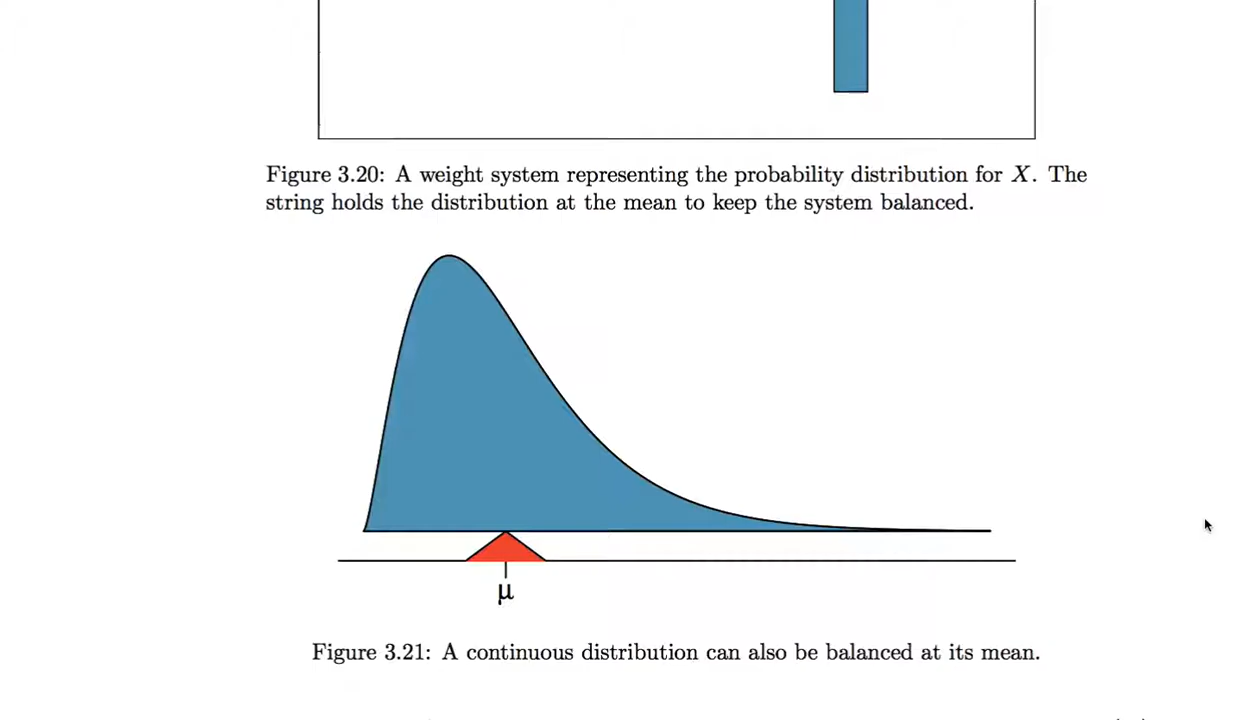 Figure 3.20: A weight system representing the probability distribution for X. The
string holds the distribution at the mean to keep the system balanced.
μ
Figure 3.21: A continuous distribution can also be balanced at its mean.